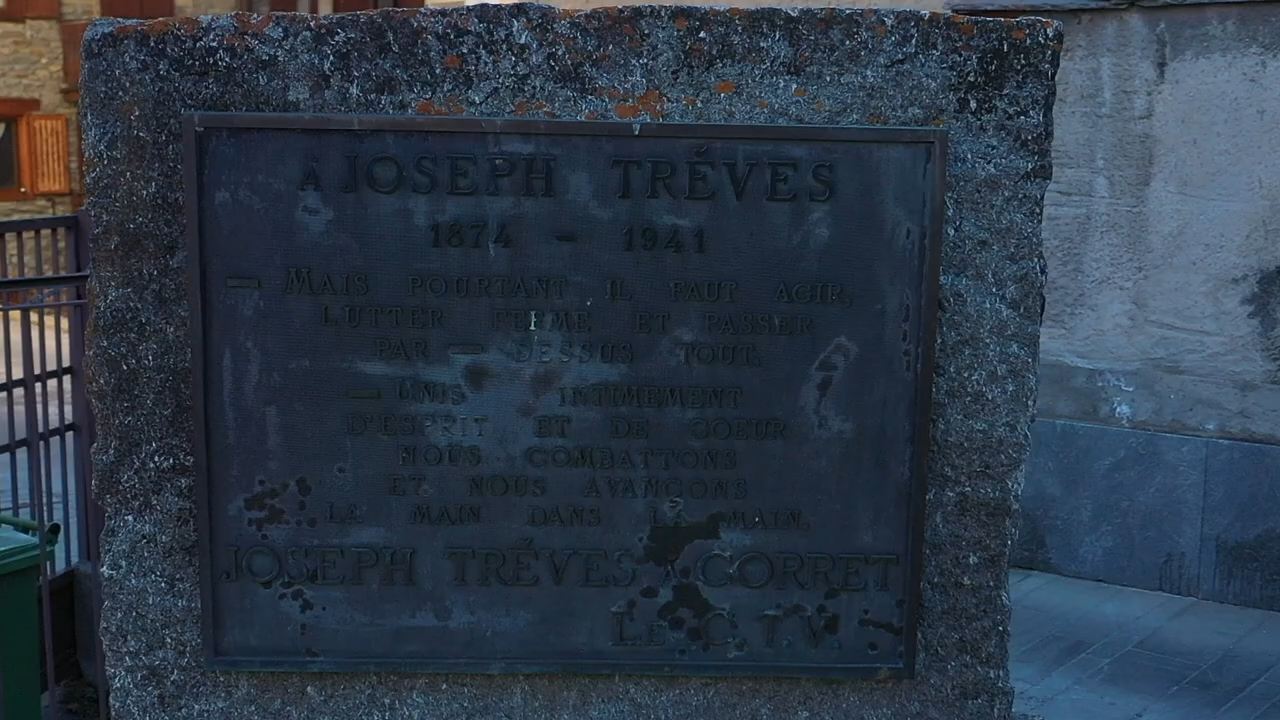 À JOSEPH TRÉVES
1874 - 1941
— MAIS POURTANT IL FAUT AGIR,
LUTTER FERME ET PASSER
PAR — DESSUS TOUT.
— UNIS INTIMEMENT
D'ESPRIT ET DE COEUR
NOUS COMBATTONS
ET NOUS AVANÇONS
LA MAIN DANS LA MAIN.
JOSEPH TRÉVES À CORRET
LE C.T.V